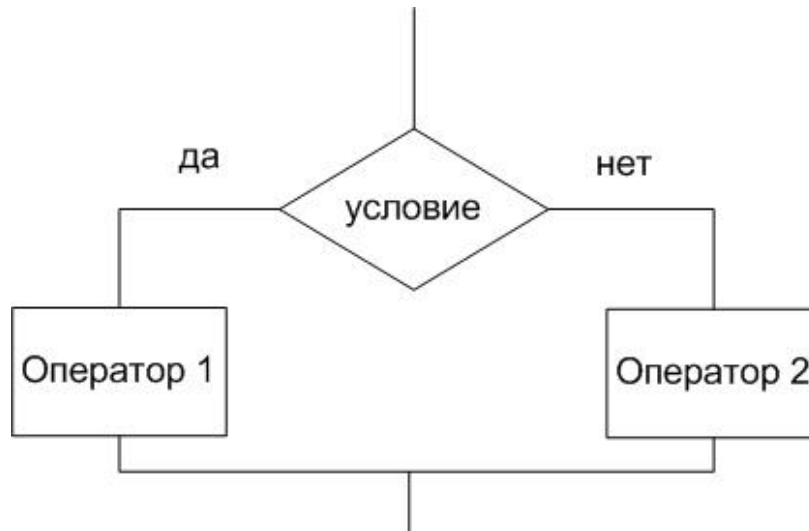 да
нет
условие
Оператор 1
Оператор 2